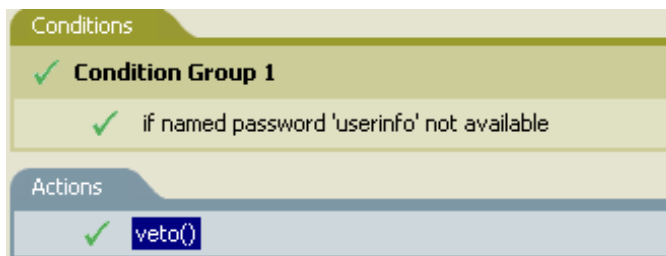 Conditions
Condition Group 1
if named password 'userinfo' not available
Actions
veto()